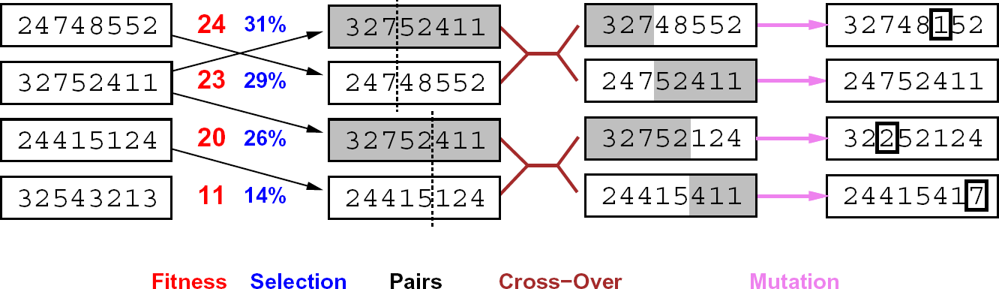 24748552 24 31% 32752411 32748552 32748152
32752411 23 29% 24748552 24752411 24752411
24415124 20 26% 32752411 32752124 32252124
32543213 11 14% 24415124 24415411 24415417
Fitness Selection Pairs Cross−Over Mutation